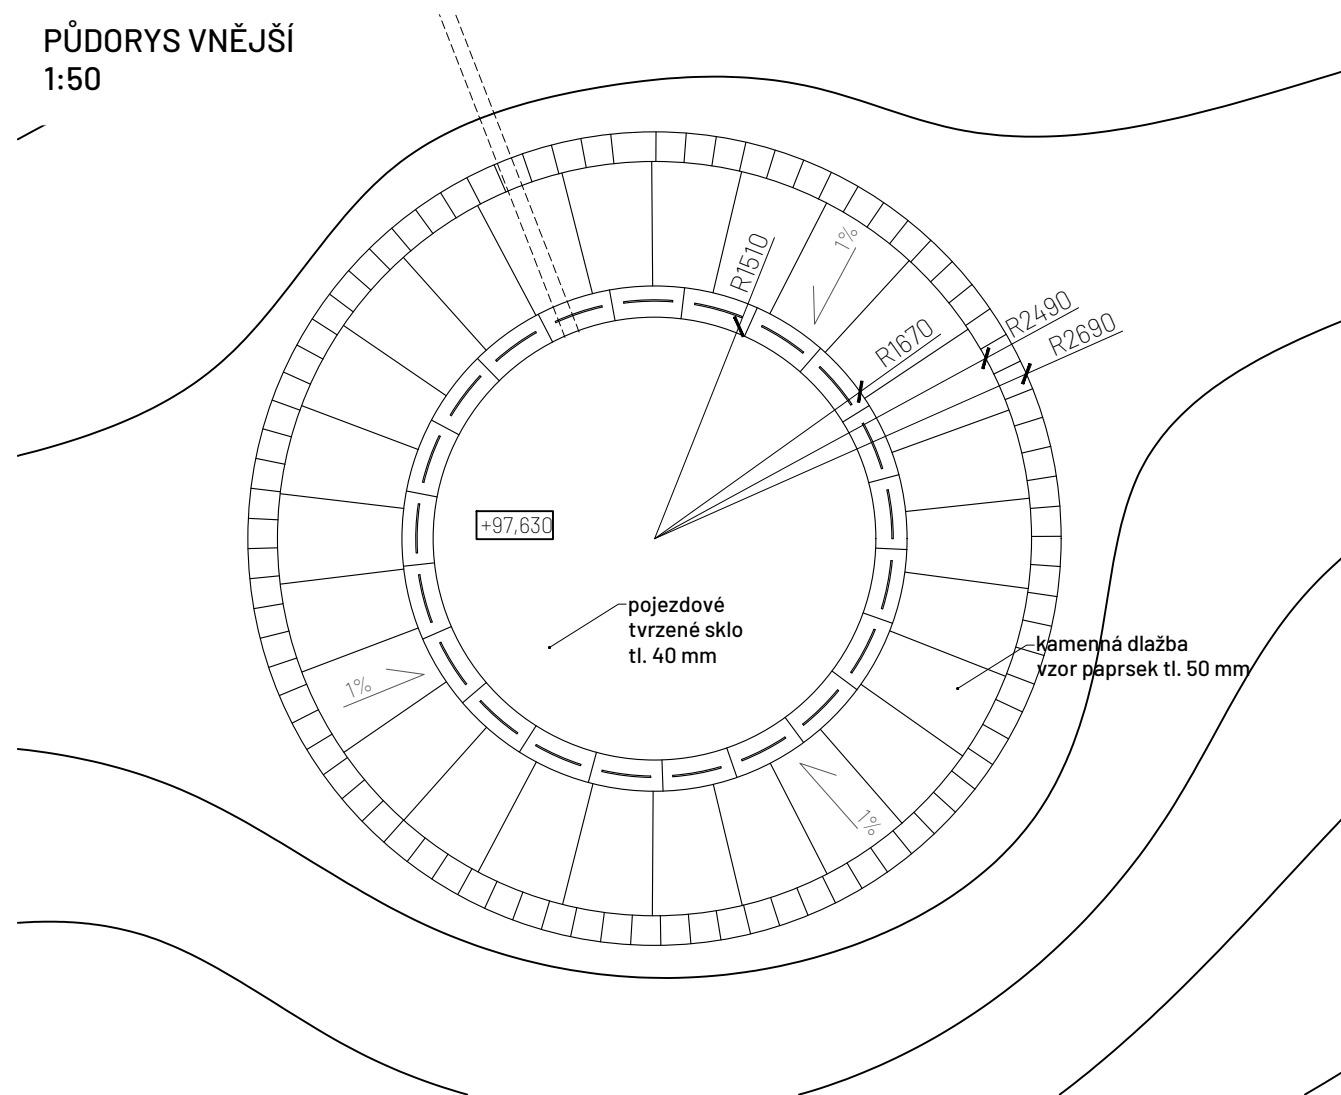 PŮDORYS VNĚJŠÍ
1:50
R1510
1%
R1670
R2490
R2690
+97,630
pojezdové
tvrzené sklo
tl. 40 mm
kamenná dlažba
vzor paprsek tl. 50 mm
1%
1%